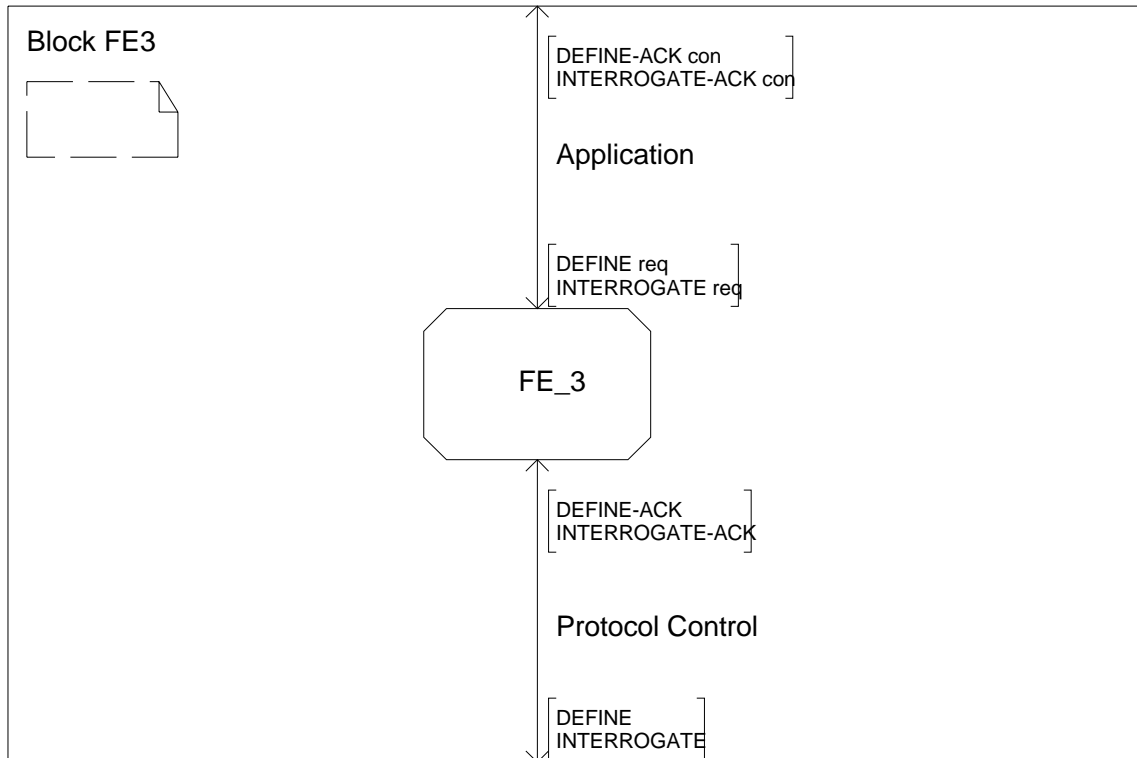 Block FE3
DEFINE-ACK con
INTERROGATE-ACK con
Application
DEFINE req
INTERROGATE req
FE_3
DEFINE-ACK
INTERROGATE-ACK
Protocol Control
DEFINE
INTERROGATE